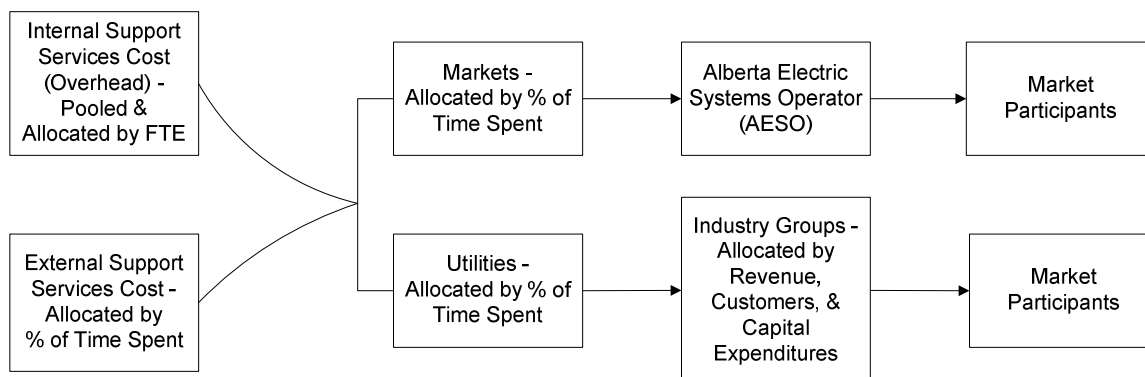 Internal Support
Services Cost
(Overhead) -
Pooled &
Allocated by FTE
External Support
Services Cost -
Allocated by
% of Time Spent
Markets -
Allocated by % of
Time Spent
Utilities -
Allocated by % of
Time Spent
Alberta Electric
Systems Operator
(AESO)
Industry Groups -
Allocated by
Revenue,
Customers, &
Capital
Expenditures
Market
Participants
Market
Participants